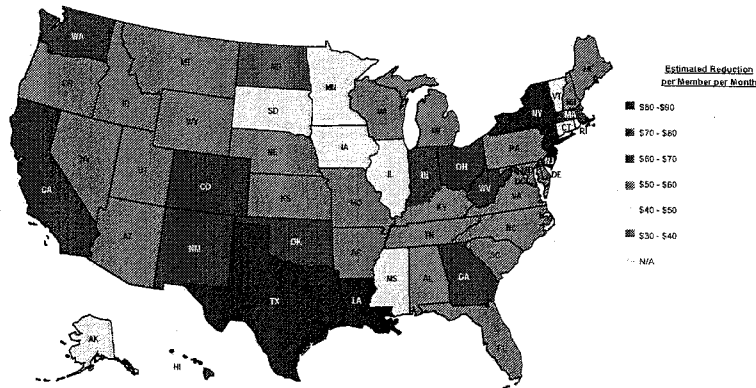 Estimated Reduction
per Member per Month
$80 -$90
$70 - $80
$60 - $70
$50 - $60
$40 - $50
$30 - $40
N/A
WA
MT
ND
MN
OR
ID
WY
SD
WI
MI
NY
VT
NH
ME
MA
CT
RI
NE
IA
IL
IN
OH
PA
NJ
DE
CA
NV
UT
CO
KS
MO
KY
WV
VA
AZ
NM
OK
AR
TN
NC
SC
TX
LA
MS
AL
GA
FL
AK
HI